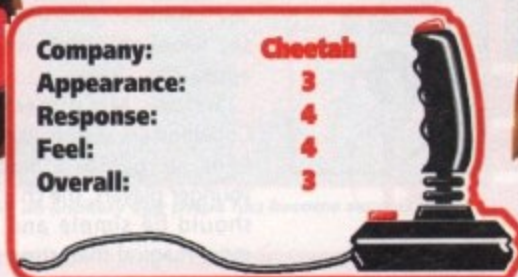 Company: Cheetah
Appearance: 3
Response: 4
Feel: 4
Overall: 3